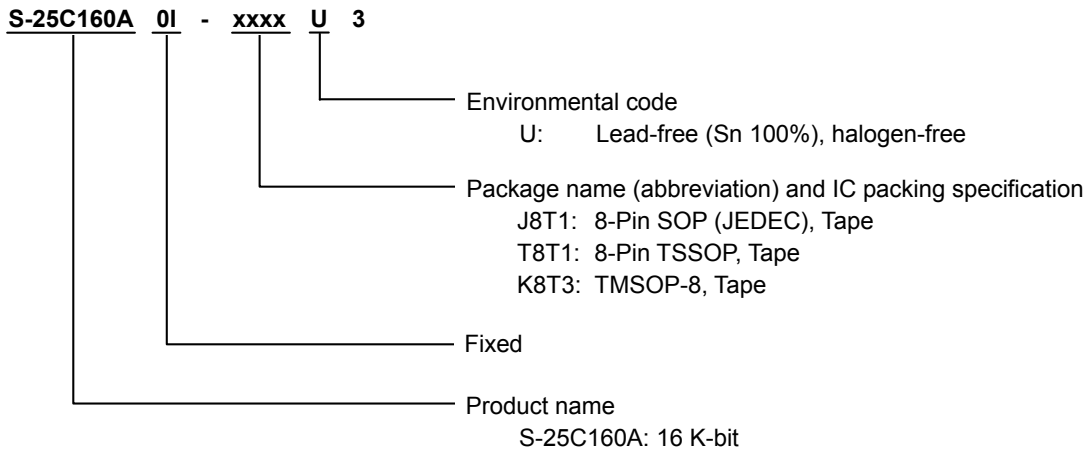 S-25C160A 0I - xxxx U 3
Environmental code
U: Lead-free (Sn 100%), halogen-free
Package name (abbreviation) and IC packing specification
J8T1: 8-Pin SOP (JEDEC), Tape
T8T1: 8-Pin TSSOP, Tape
K8T3: TMSOP-8, Tape
Fixed
Product name
S-25C160A: 16 K-bit